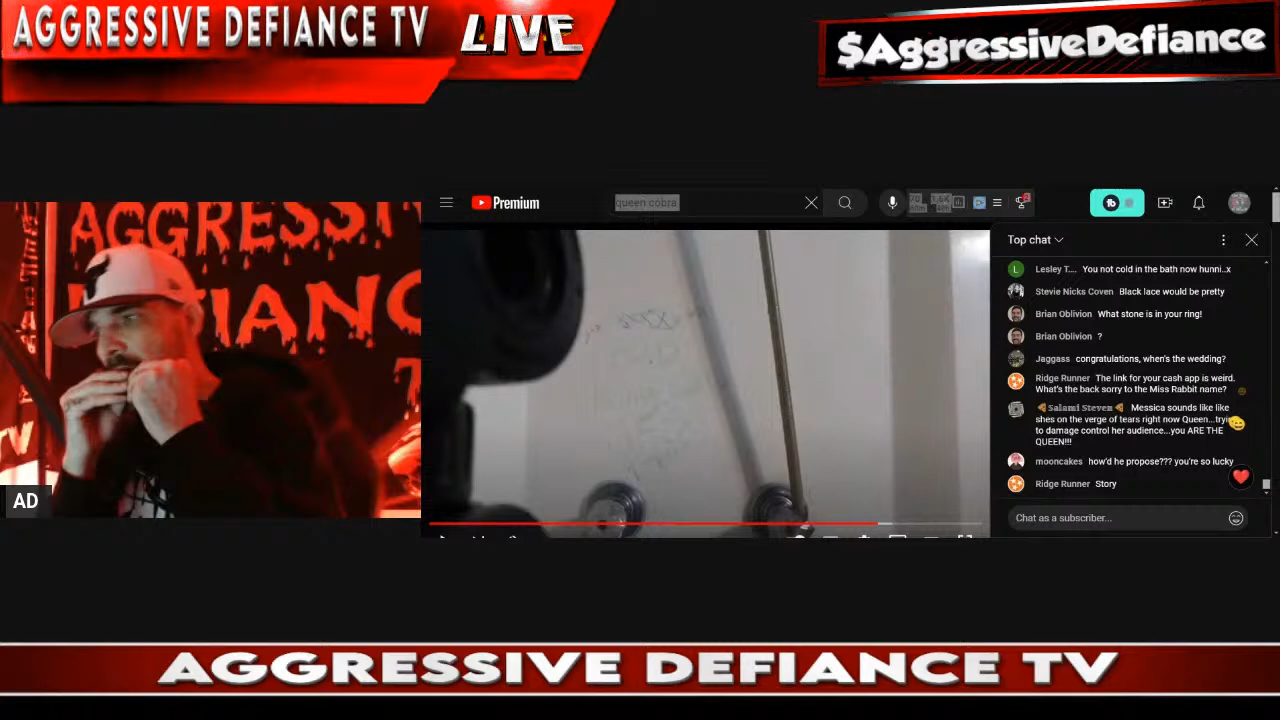 AGGRESSIVE DEFIANCE TV LIVE
$AggressiveDefiance
Premium
queen cobra
AGGRESSI
TV
AD
Top chat
Lesley T.... You not cold in the bath now hunni..x
Stevie Nicks Coven Black lace would be pretty
Brian Oblivion What stone is in your ring!
Brian Oblivion ?
Jaggass congratulations, when's the wedding?
Ridge Runner The link for your cash app is weird.
What's the back sorry to the Miss Rabbit name?
Salami Steven Messica sounds like like
shes on the verge of tears right now Queen...tryin
to damage control her audience...you ARE THE
QUEEN!!!
mooncakes how'd he propose??? you're so lucky
Ridge Runner Story
Chat as a subscriber...
AGGRESSIVE DEFIANCE TV